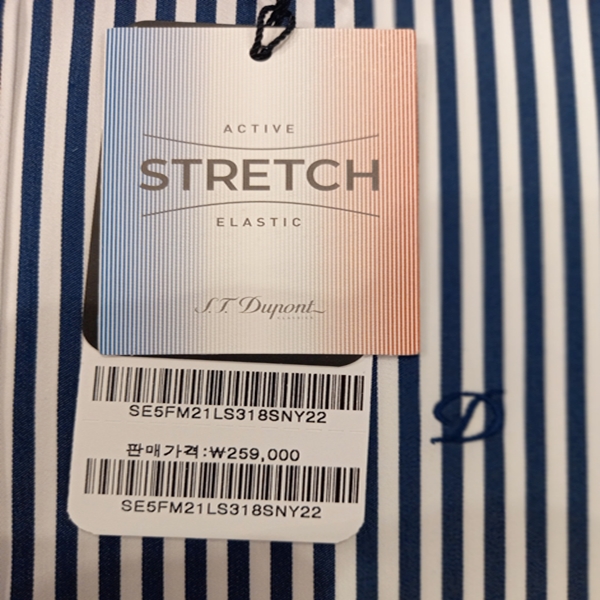 ACTIVE
STRETCH
ELASTIC
S.T. Dupont
SE5FM21LS318SNY22
판매가격:₩259,000
SE5FM21LS318SNY22
D